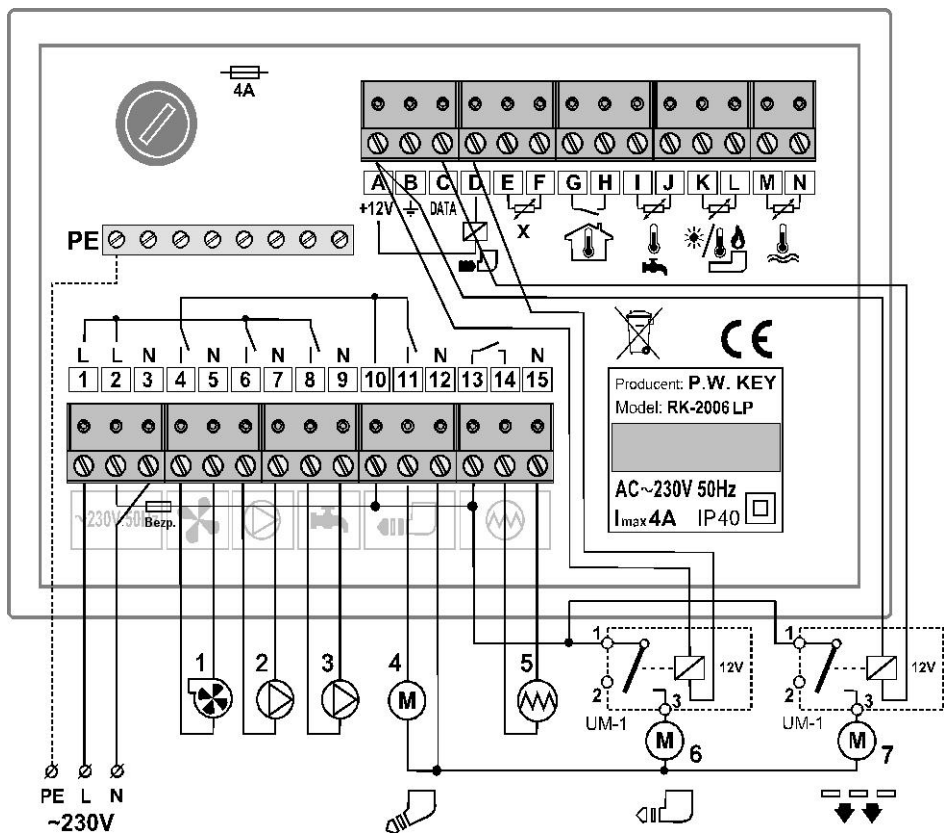 4A
A B C D E F G H I J K L M N
+12V DATA
X
PE
L L N N N N N N
1 2 3 4 5 6 7 8 9 10 11 12 13 14 15
Producent: P.W. KEY
Model: RK-2006 LP
AC~230V 50Hz
Imax 4A IP40
CE
~230V 50Hz
Bezp.
1 2 3 4 5
M
1 2 3
12V
UM-1
M
6
1 2 3
12V
UM-1
M
7
PE L N
~230V